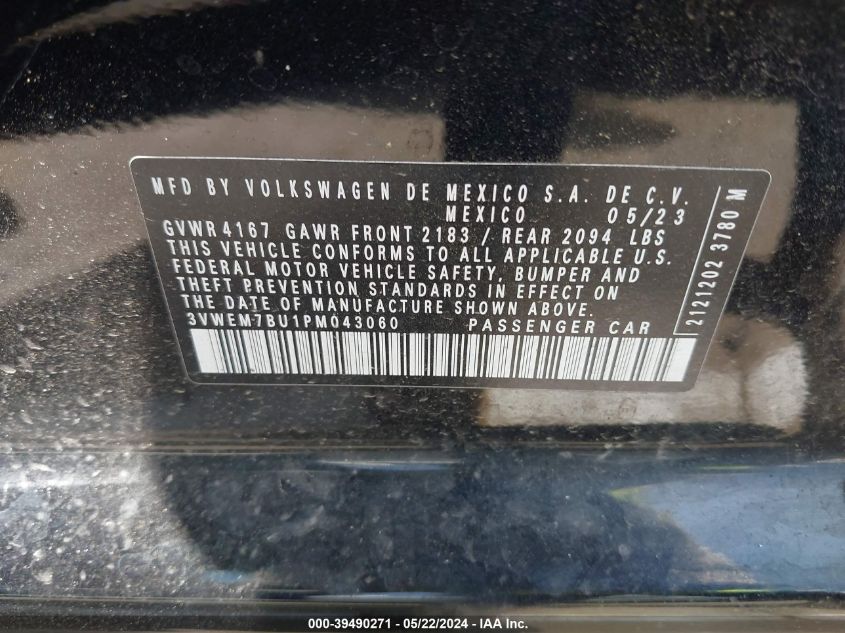 MFD BY VOLKSWAGEN DE MEXICO S.A. DE C.V.
MEXICO 05/23
GVWR 4167 GAWR FRONT 2183 / REAR 2094 LBS
THIS VEHICLE CONFORMS TO ALL APPLICABLE U.S.
FEDERAL MOTOR VEHICLE SAFETY, BUMPER AND
THEFT PREVENTION STANDARDS IN EFFECT ON
THE DATE OF MANUFACTURE SHOWN ABOVE.
3VWEM7BU1PM043060 PASSENGER CAR
2121202 3780 M
000-39490271 - 05/22/2024 - IAA Inc.